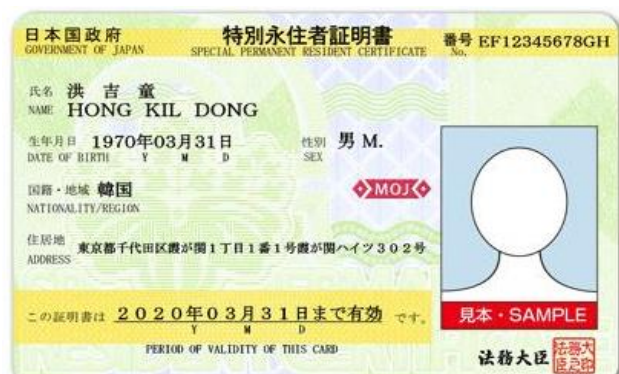 日本国政府 特別永住者証明書 番号 EF12345678GH
GOVERNMENT OF JAPAN SPECIAL PERMANENT RESIDENT CERTIFICATE No.
氏名 洪 吉 童
NAME HONG KIL DONG
生年月日 1970年03月31日 性別 男 M.
DATE OF BIRTH Y M D SEX
国籍・地域 韓国
NATIONALITY/REGION
MOJ
住居地 東京都千代田区霞が関1丁目1番1号霞が関ハイツ302号
ADDRESS
この証明書は 2020年03月31日まで有効 です。
Y M D
PERIOD OF VALIDITY OF THIS CARD
見本・SAMPLE
法務大臣